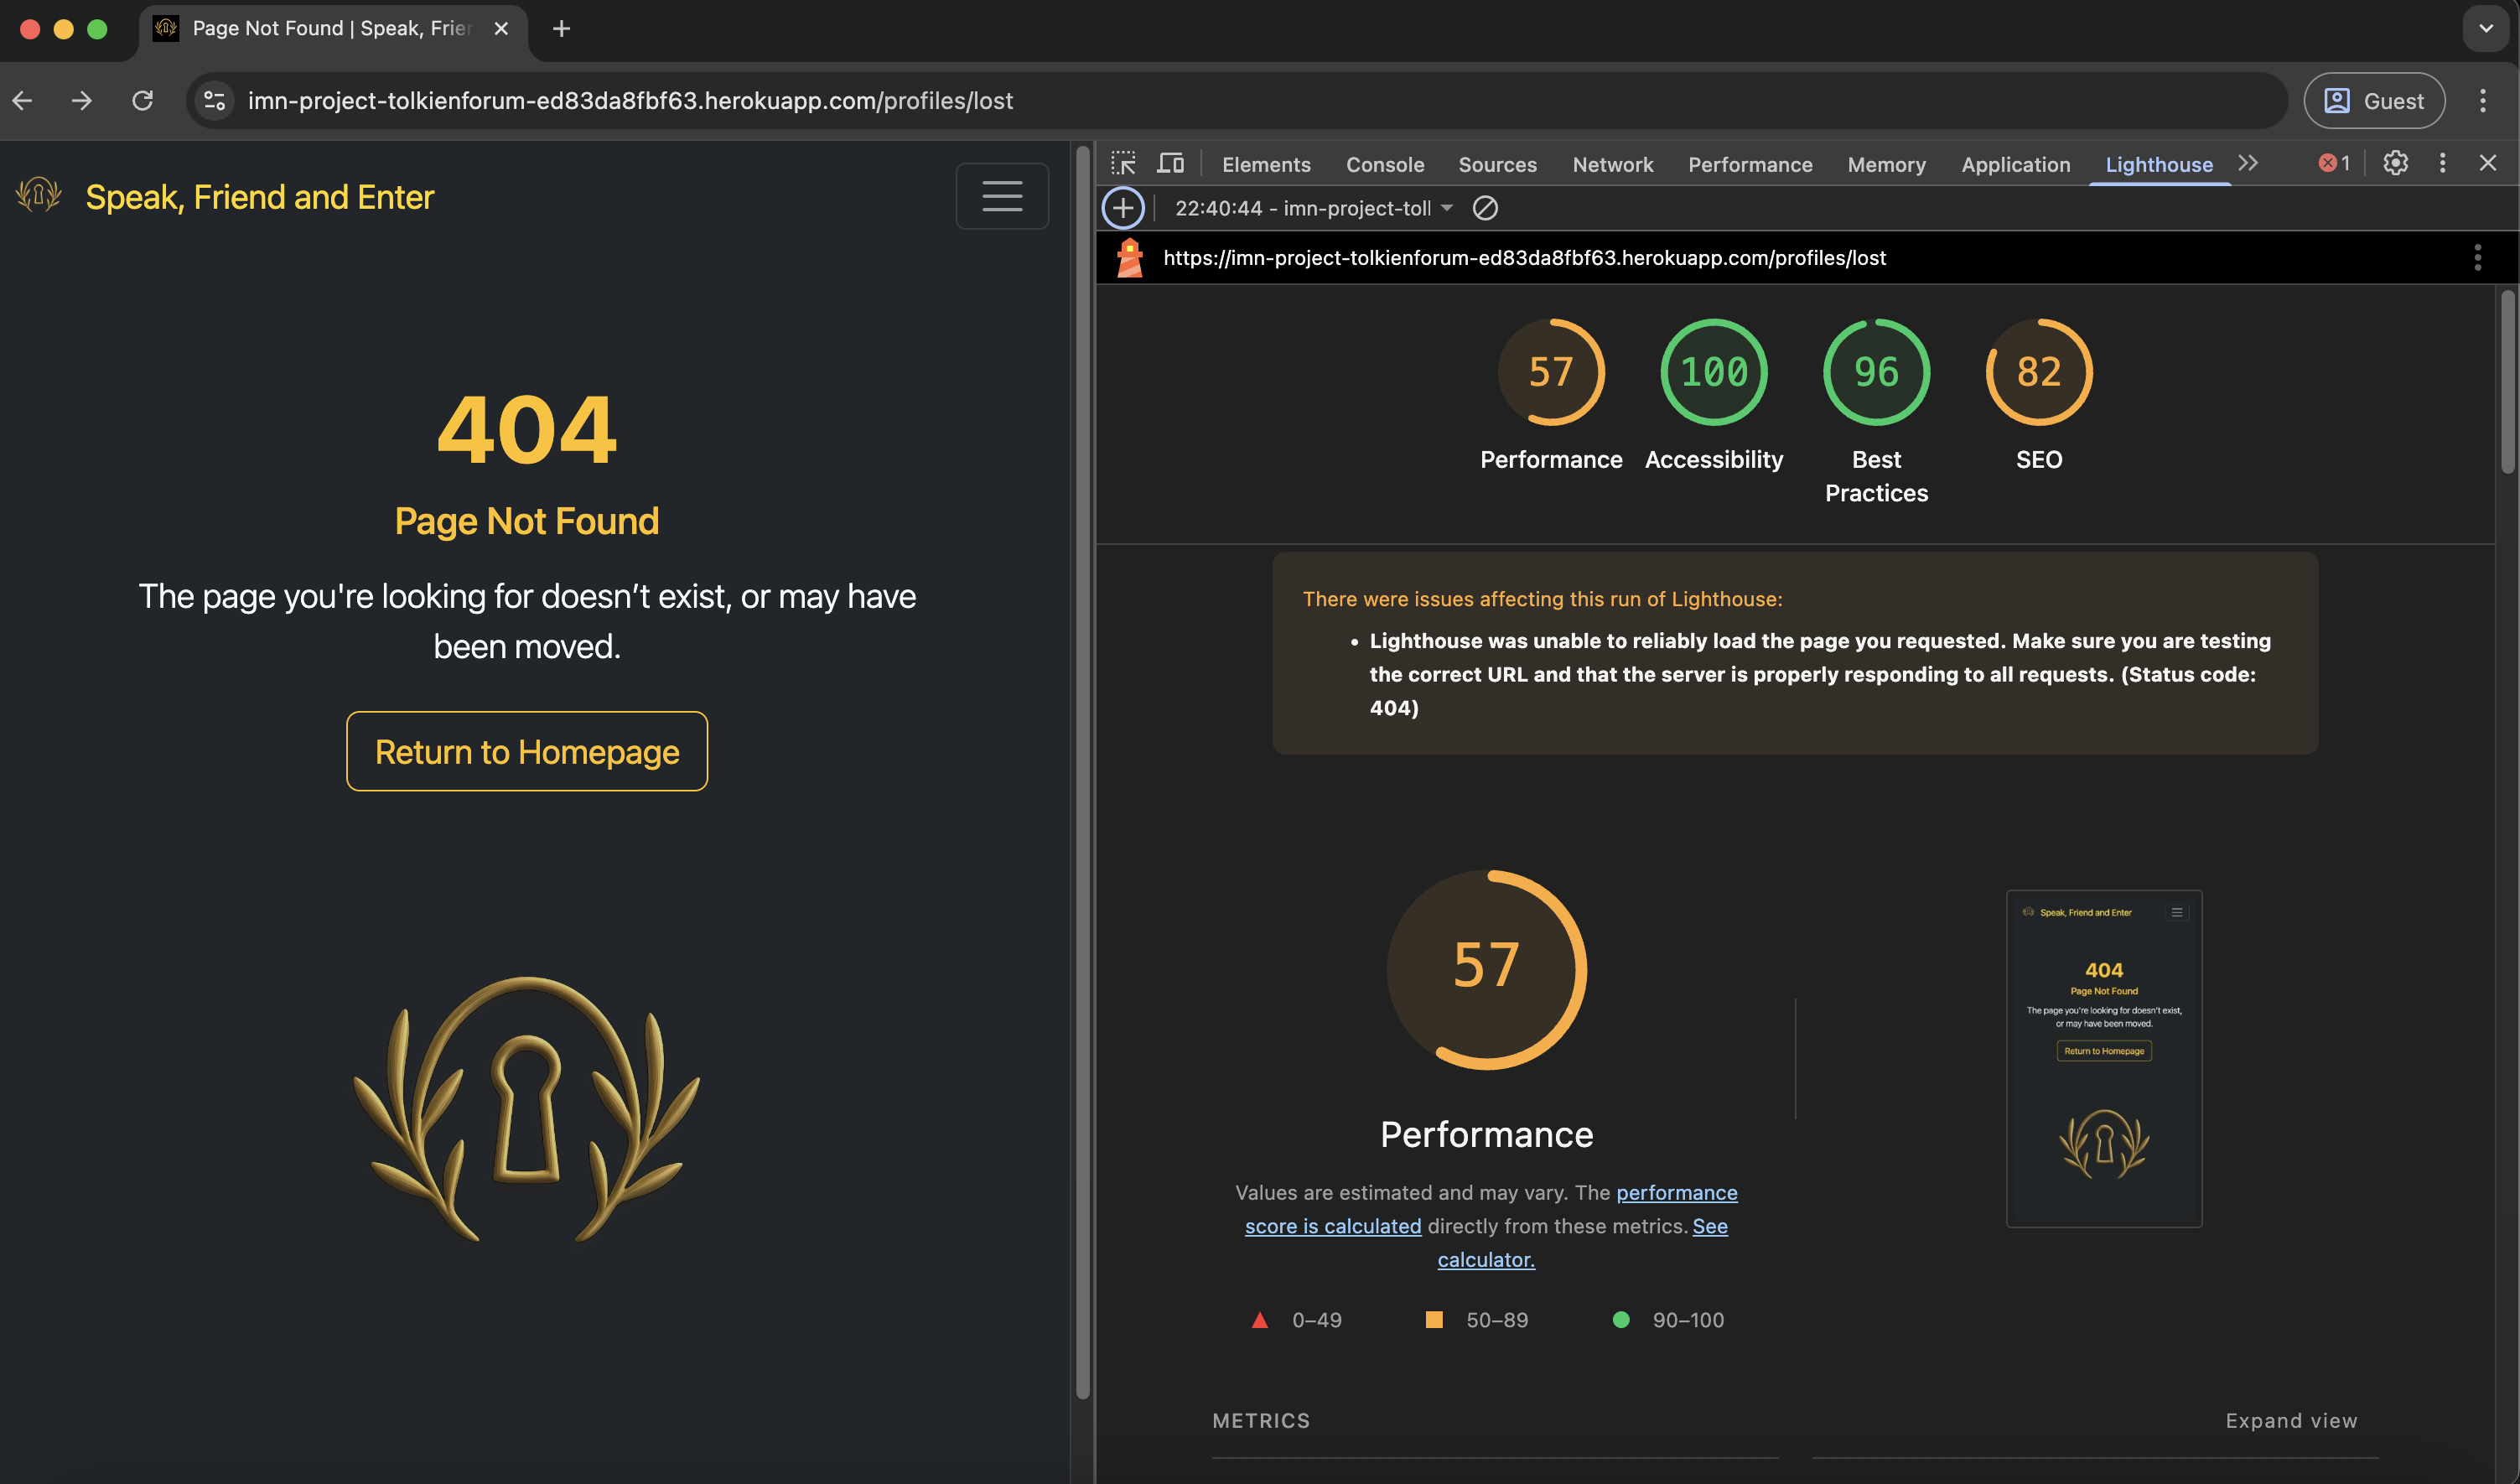 Page Not Found | Speak, Frien
imn-project-tolkienforum-ed83da8fbf63.herokuapp.com/profiles/lost
Guest
Speak, Friend and Enter
404
Page Not Found
The page you're looking for doesn’t exist, or may have
been moved.
Return to Homepage
Elements Console Sources Network Performance Memory Application Lighthouse 1
22:40:44 - imn-project-toll
https://imn-project-tolkienforum-ed83da8fbf63.herokuapp.com/profiles/lost
57 100 96 82
Performance Accessibility Best SEO
Practices
There were issues affecting this run of Lighthouse:
• Lighthouse was unable to reliably load the page you requested. Make sure you are testing
the correct URL and that the server is properly responding to all requests. (Status code:
404)
57
Performance
Values are estimated and may vary. The performance
score is calculated directly from these metrics. See
calculator.
0–49 50–89 90–100
Speak, Friend and Enter
404
Page Not Found
The page you're looking for doesn't exist,
or may have been moved.
Return to Homepage
METRICS
Expand view